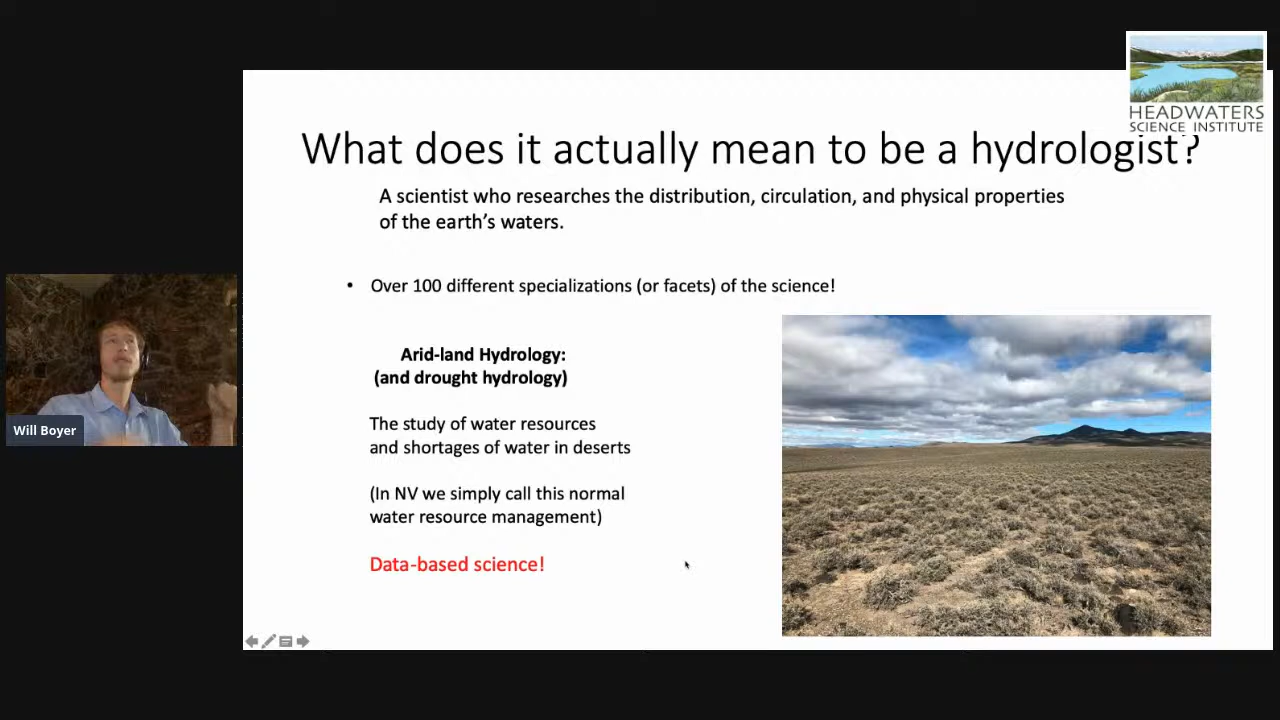 HEADWATERS
SCIENCE INSTITUTE
What does it actually mean to be a hydrologist?
A scientist who researches the distribution, circulation, and physical properties
of the earth's waters.
• Over 100 different specializations (or facets) of the science!
Arid-land Hydrology:
(and drought hydrology)
The study of water resources
and shortages of water in deserts
(In NV we simply call this normal
water resource management)
Data-based science!
Will Boyer